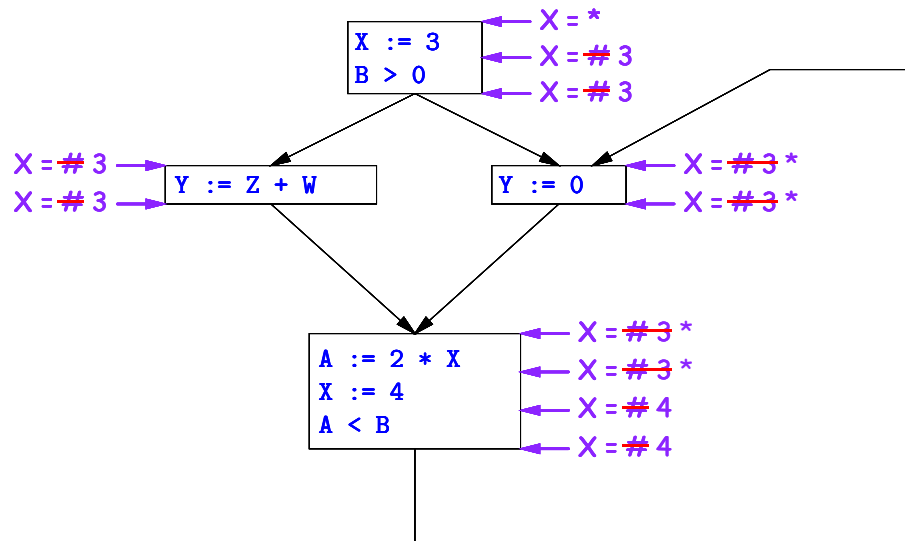 X = *
X := 3
X = # 3
B > 0
X = # 3
X = # 3
Y := Z + W
X = # 3
Y := 0
X = # 3 *
X = # 3 *
X = # 3 *
A := 2 * X
X = # 3 *
X := 4
X = # 4
A < B
X = # 4